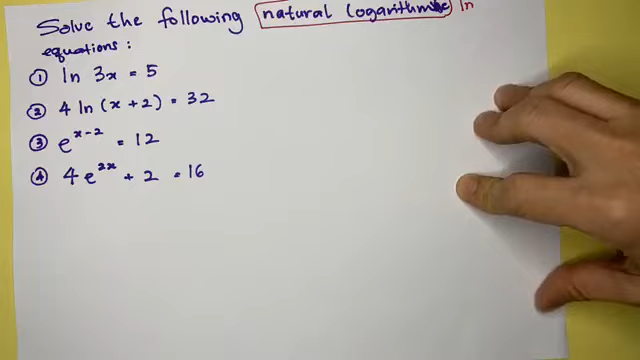 Solve the following natural logarithmic ln
equations :
① ln 3x = 5
② 4 ln (x + 2) = 32
③ e^{x-2} = 12
④ 4e^{2x} + 2 = 16